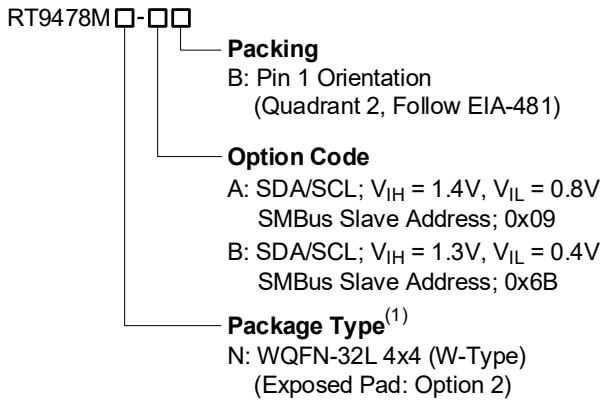 RT9478M□-□□
Packing
B: Pin 1 Orientation
(Quadrant 2, Follow EIA-481)
Option Code
A: SDA/SCL; VIH = 1.4V, VIL = 0.8V
SMBus Slave Address; 0x09
B: SDA/SCL; VIH = 1.3V, VIL = 0.4V
SMBus Slave Address; 0x6B
Package Type(1)
N: WQFN-32L 4x4 (W-Type)
(Exposed Pad: Option 2)